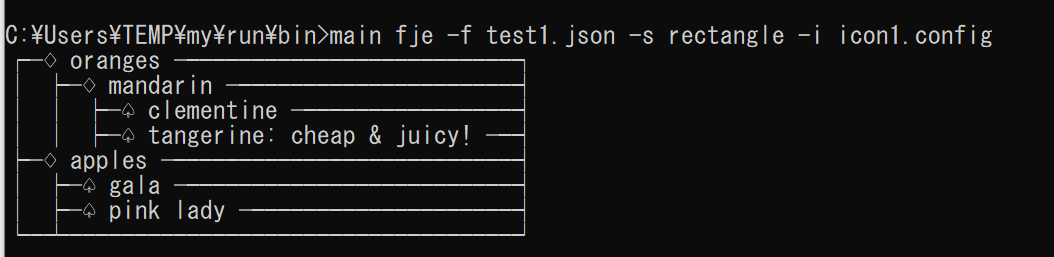 C:¥Users¥TEMP¥my¥run¥bin>main fje -f test1.json -s rectangle -i icon1.config
┌─♢ oranges ───────────────────────────┐
│  ├─♢ mandarin ───────────────────────┤
│  │  ├─♤ clementine ──────────────────┤
│  │  ├─♤ tangerine: cheap & juicy! ───┤
├─♢ apples ────────────────────────────┤
│  ├─♤ gala ───────────────────────────┤
│  ├─♤ pink lady ──────────────────────┤
└──┴───────────────────────────────────┘